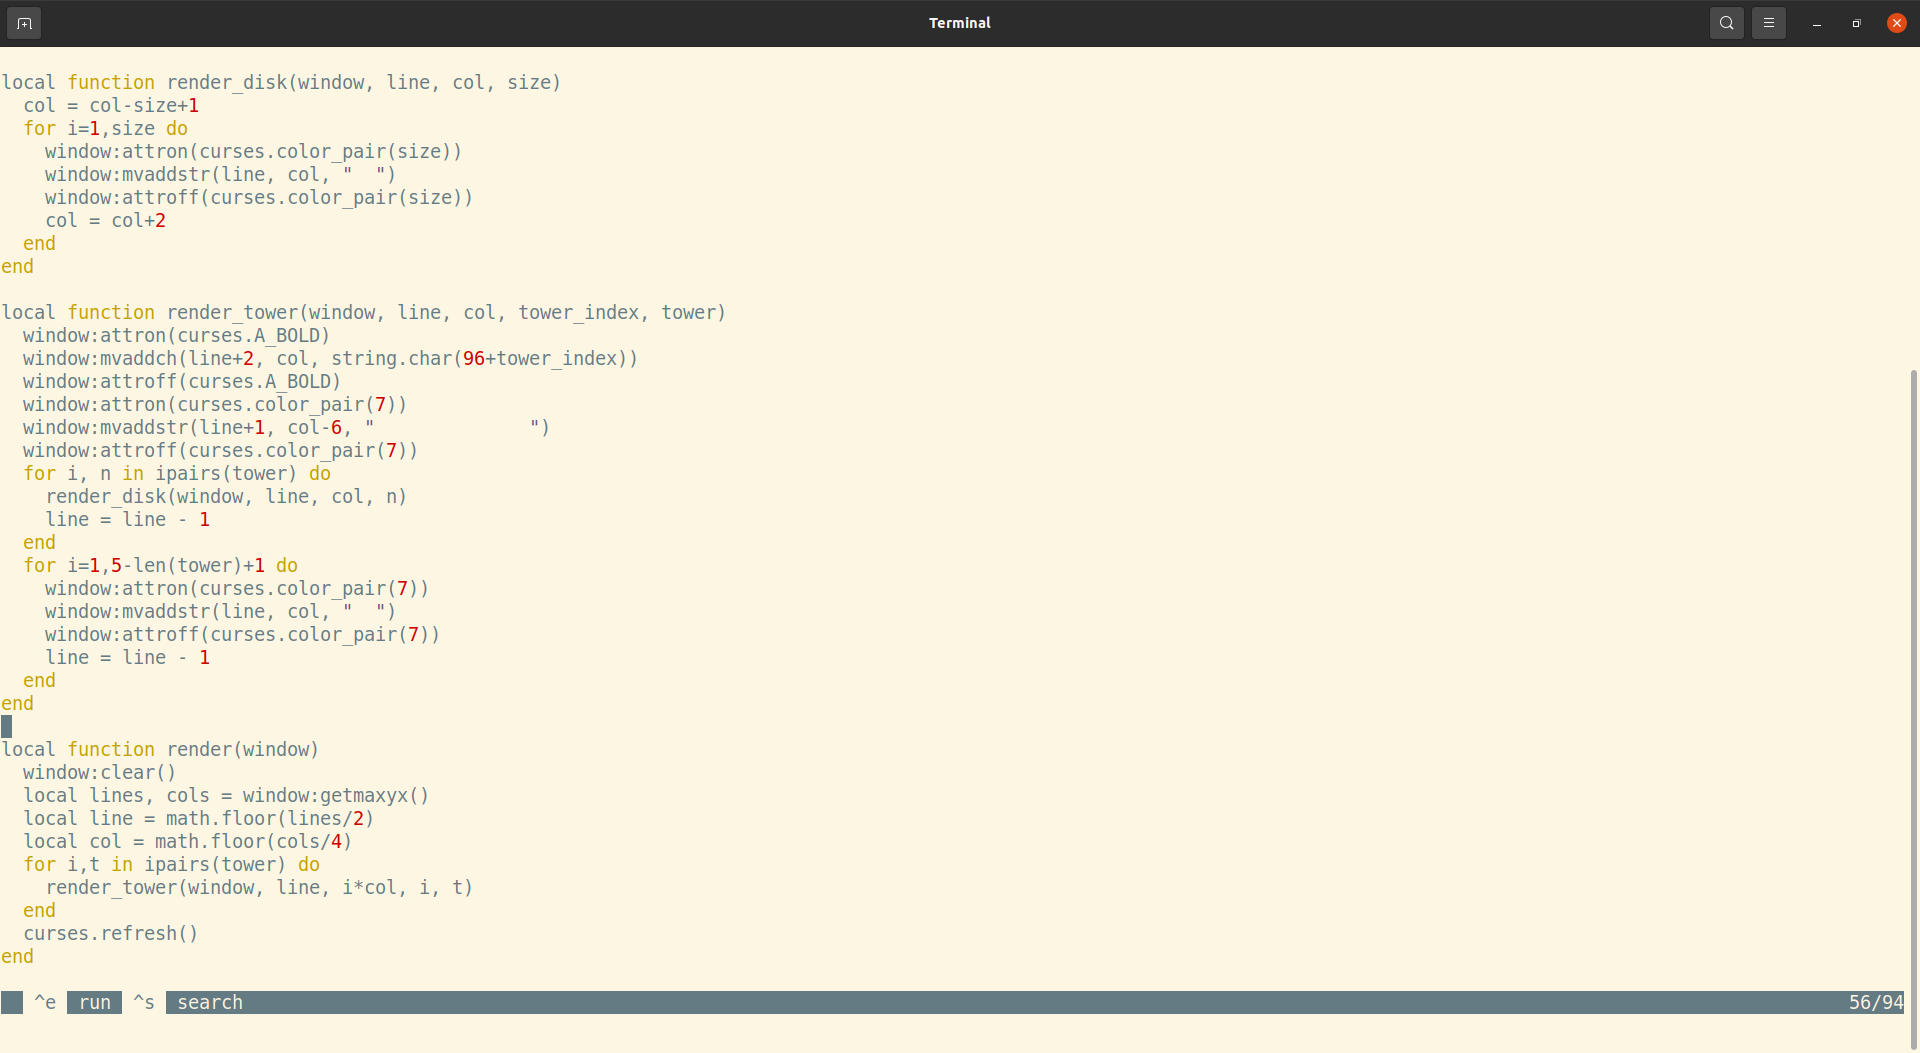 Terminal
local function render_disk(window, line, col, size)
  col = col-size+1
  for i=1,size do
    window:attron(curses.color_pair(size))
    window:mvaddstr(line, col, "  ")
    window:attroff(curses.color_pair(size))
    col = col+2
  end
end
local function render_tower(window, line, col, tower_index, tower)
  window:attron(curses.A_BOLD)
  window:mvaddch(line+2, col, string.char(96+tower_index))
  window:attroff(curses.A_BOLD)
  window:attron(curses.color_pair(7))
  window:mvaddstr(line+1, col-6, "              ")
  window:attroff(curses.color_pair(7))
  for i, n in ipairs(tower) do
    render_disk(window, line, col, n)
    line = line - 1
  end
  for i=1,5-len(tower)+1 do
    window:attron(curses.color_pair(7))
    window:mvaddstr(line, col, "  ")
    window:attroff(curses.color_pair(7))
    line = line - 1
  end
end
local function render(window)
  window:clear()
  local lines, cols = window:getmaxyx()
  local line = math.floor(lines/2)
  local col = math.floor(cols/4)
  for i,t in ipairs(tower) do
    render_tower(window, line, i*col, i, t)
  end
  curses.refresh()
end
^e run ^s search 56/94